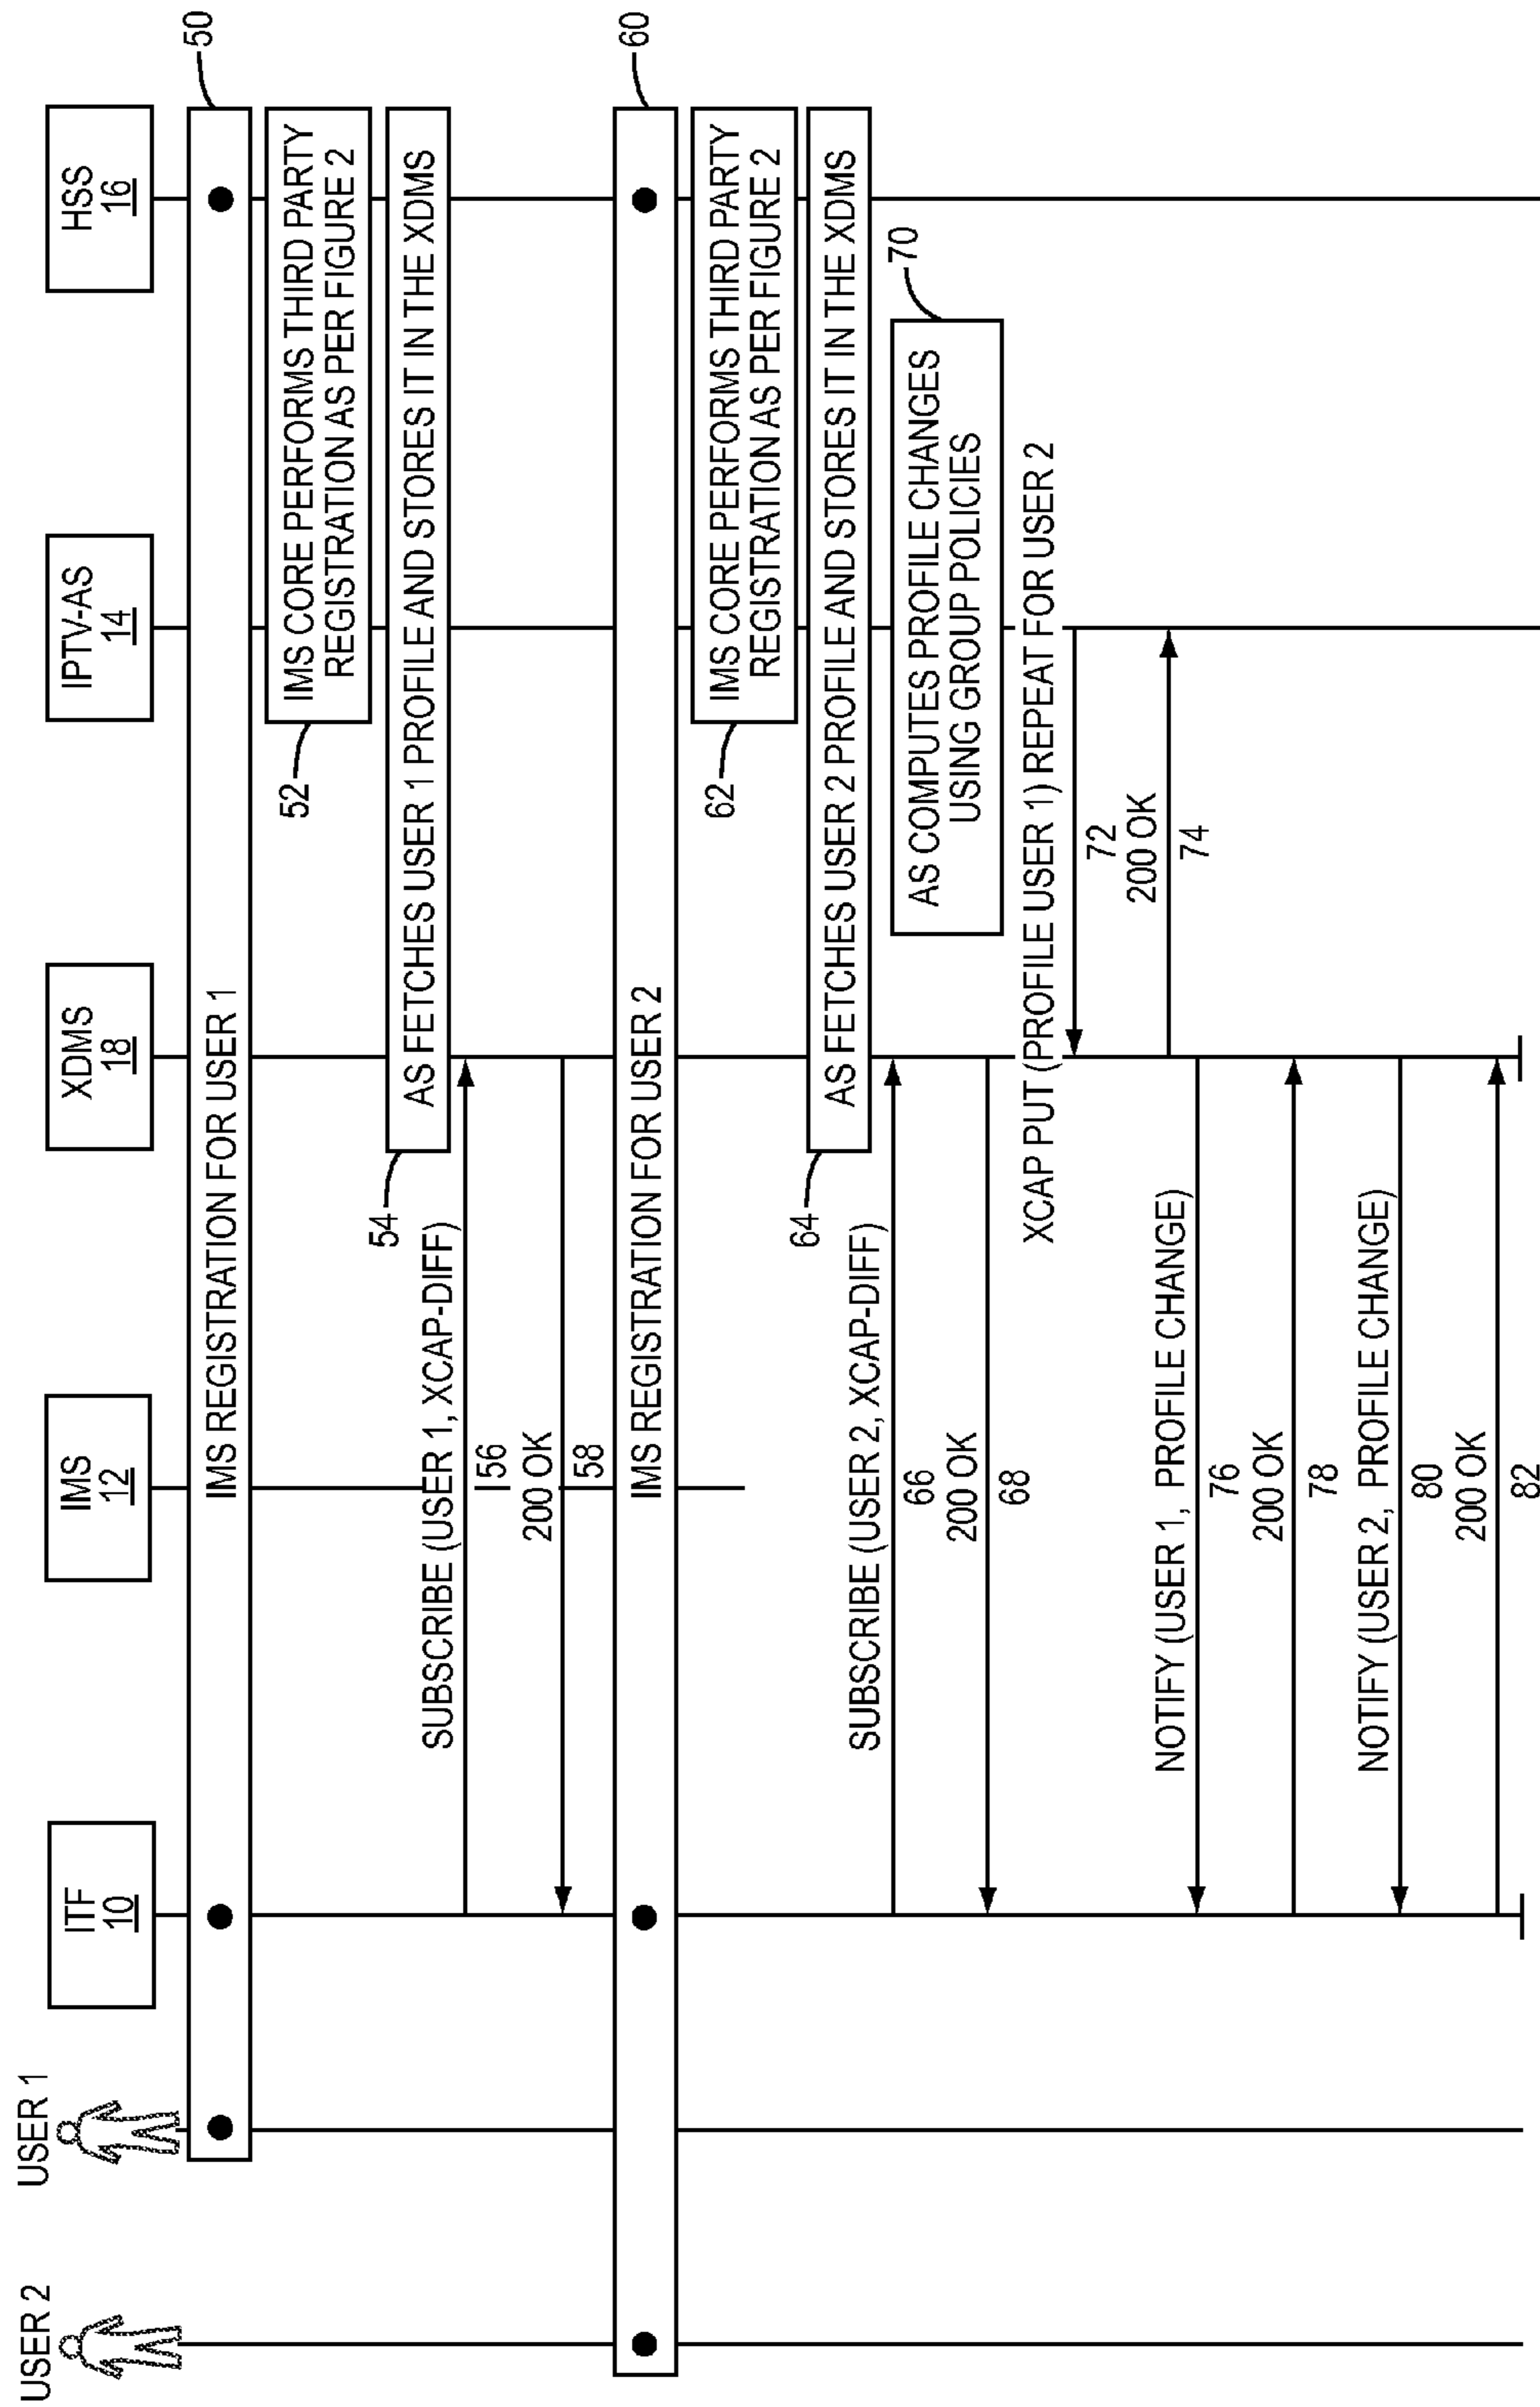 USER 2
USER 1
ITF
10
IMS
12
XDMS
18
IPTV-AS
14
HSS
16
IMS REGISTRATION FOR USER 1
50
IMS CORE PERFORMS THIRD PARTY
REGISTRATION AS PER FIGURE 2
52
AS FETCHES USER 1 PROFILE AND STORES IT IN THE XDMS
54
SUBSCRIBE (USER 1, XCAP-DIFF)
56
200 OK
58
IMS REGISTRATION FOR USER 2
60
IMS CORE PERFORMS THIRD PARTY
REGISTRATION AS PER FIGURE 2
62
AS FETCHES USER 2 PROFILE AND STORES IT IN THE XDMS
64
SUBSCRIBE (USER 2, XCAP-DIFF)
66
200 OK
68
AS COMPUTES PROFILE CHANGES
USING GROUP POLICIES
70
XCAP PUT (PROFILE USER 1) REPEAT FOR USER 2
72
200 OK
74
NOTIFY (USER 1, PROFILE CHANGE)
76
200 OK
78
NOTIFY (USER 2, PROFILE CHANGE)
80
200 OK
82